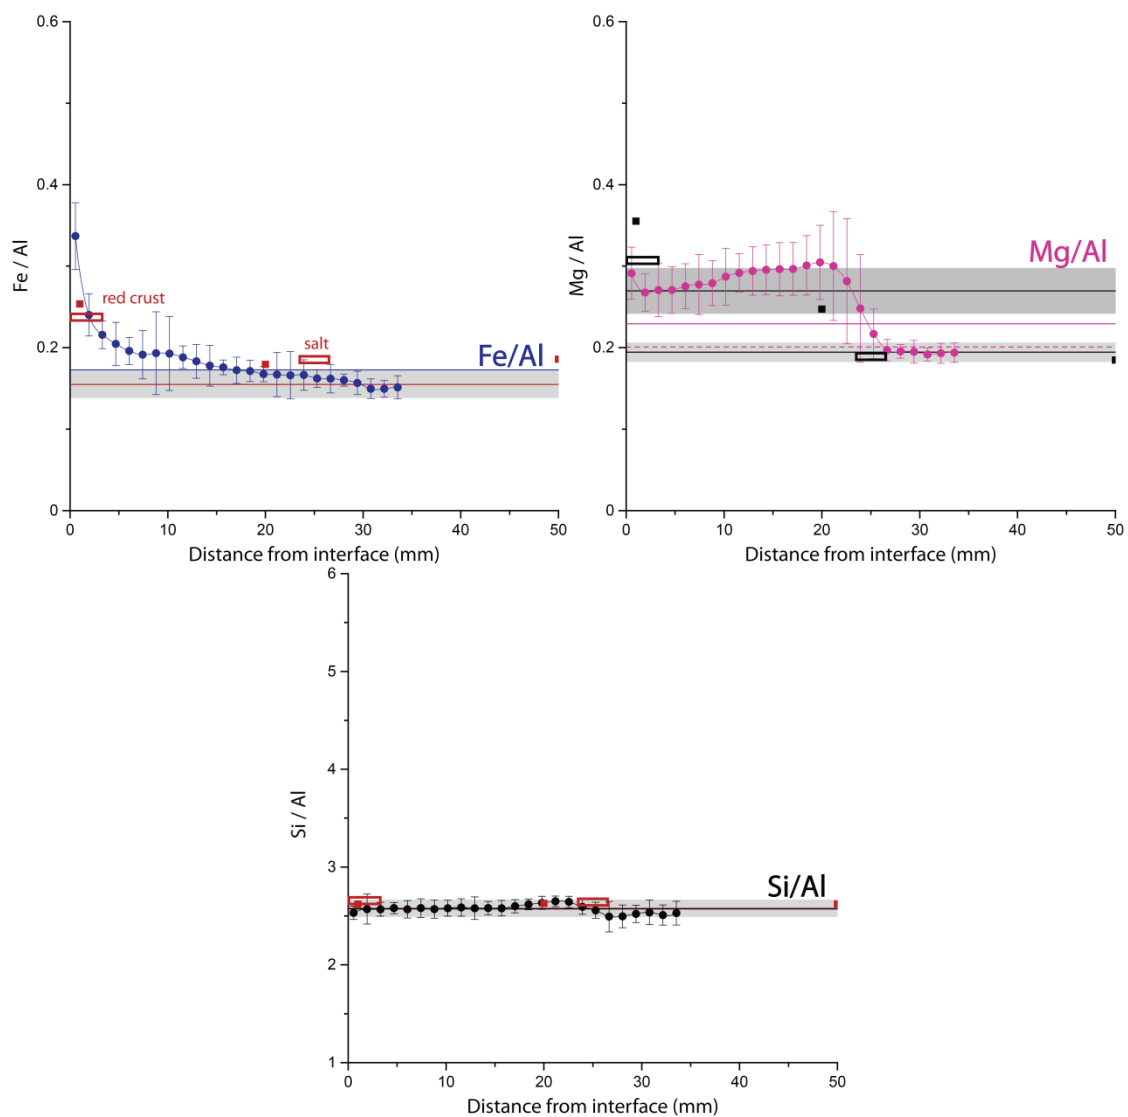 0.6
0.4
0.2
0
Fe / Al
red crust
salt
Fe/Al
0 10 20 30 40 50
Distance from interface (mm)
0.6
0.4
0.2
0
Mg / Al
Mg/Al
0 10 20 30 40 50
Distance from interface (mm)
6
5
4
3
2
1
Si / Al
Si/Al
0 10 20 30 40 50
Distance from interface (mm)